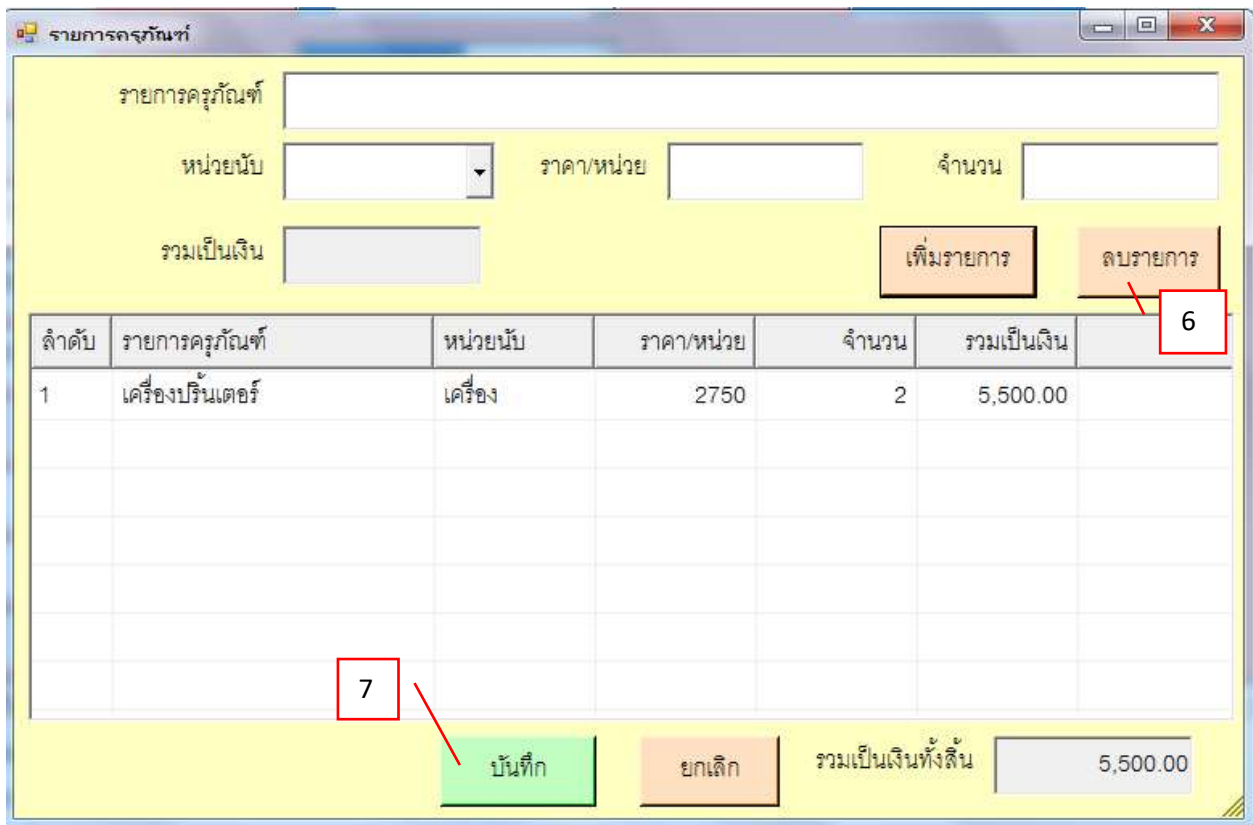 รายการครุภัณฑ์
รายการครุภัณฑ์
หน่วยนับ ราคา/หน่วย จำนวน
รวมเป็นเงิน เพิ่มรายการ ลบรายการ
6
ลำดับ รายการครุภัณฑ์ หน่วยนับ ราคา/หน่วย จำนวน รวมเป็นเงิน
1 เครื่องปริ้นเตอร์ เครื่อง 2750 2 5,500.00
7
บันทึก ยกเลิก รวมเป็นเงินทั้งสิ้น 5,500.00